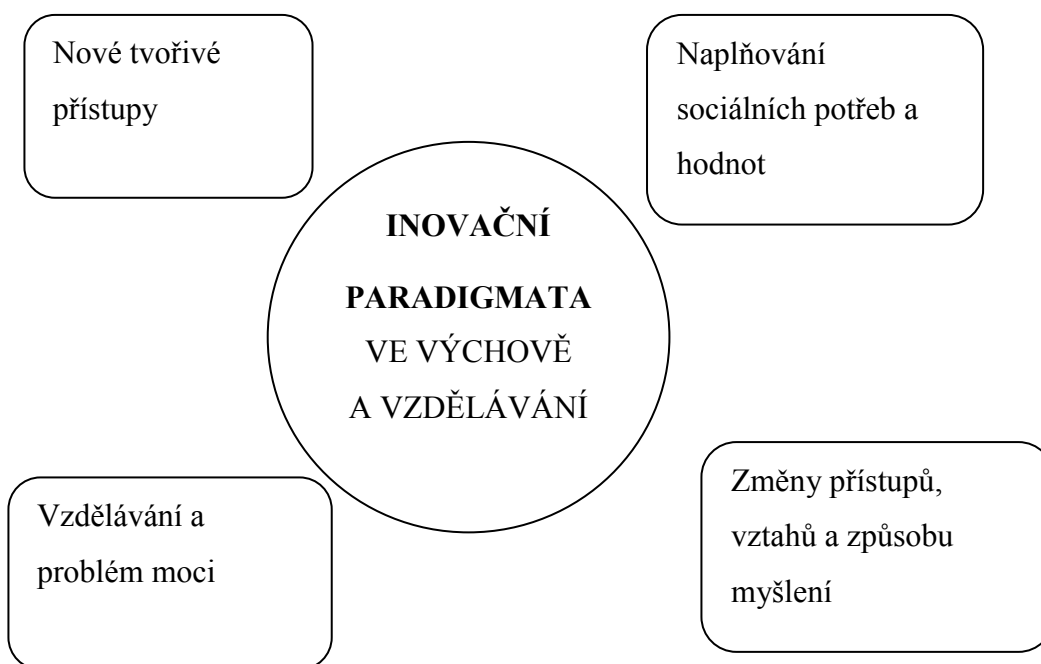 Nové tvořivé
přístupy
Naplňování
sociálních potřeb a
hodnot
INOVAČNÍ
PARADIGMATA
VE VÝCHOVĚ
A VZDĚLÁVÁNÍ
Vzdělávání a
problém moci
Změny přístupů,
vztahů a způsobu
myšlení